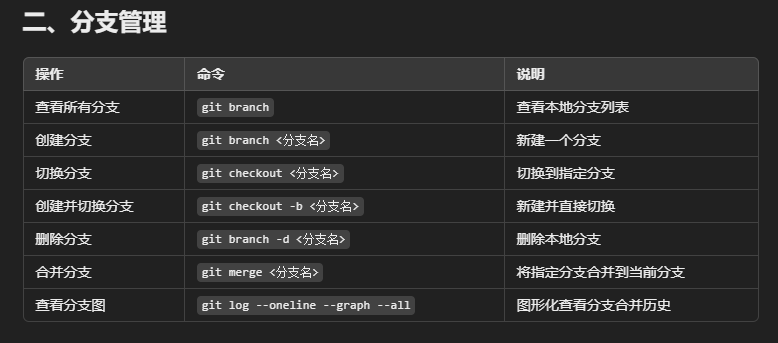 二、分支管理
操作 命令 说明
查看所有分支 git branch 查看本地分支列表
创建分支 git branch <分支名> 新建一个分支
切换分支 git checkout <分支名> 切换到指定分支
创建并切换分支 git checkout -b <分支名> 新建并直接切换
删除分支 git branch -d <分支名> 删除本地分支
合并分支 git merge <分支名> 将指定分支合并到当前分支
查看分支图 git log --oneline --graph --all 图形化查看分支合并历史